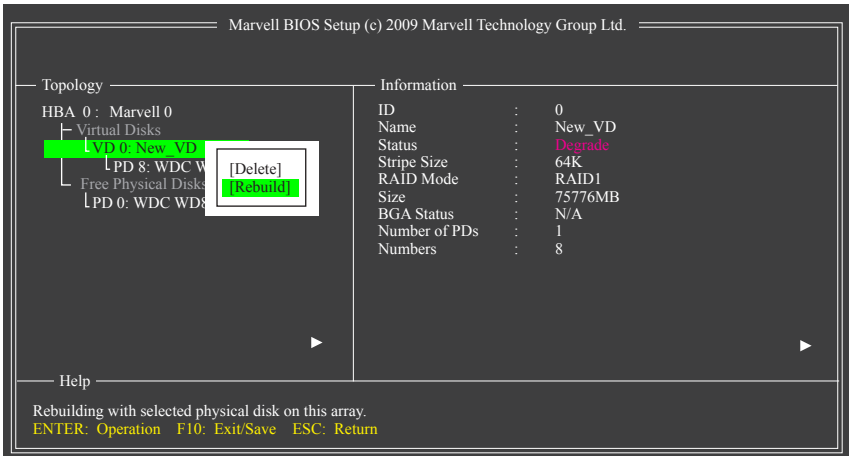 Marvell BIOS Setup (c) 2009 Marvell Technology Group Ltd.
Topology
HBA 0 : Marvell 0
Virtual Disks
VD 0: New_VD
PD 8: WDC W
Free Physical Disks
PD 0: WDC WD8
[Delete]
[Rebuild]
Information
ID : 0
Name : New_VD
Status : Degrade
Stripe Size : 64K
RAID Mode : RAID1
Size : 75776MB
BGA Status : N/A
Number of PDs : 1
Numbers : 8
Help
Rebuilding with selected physical disk on this array.
ENTER: Operation F10: Exit/Save ESC: Return